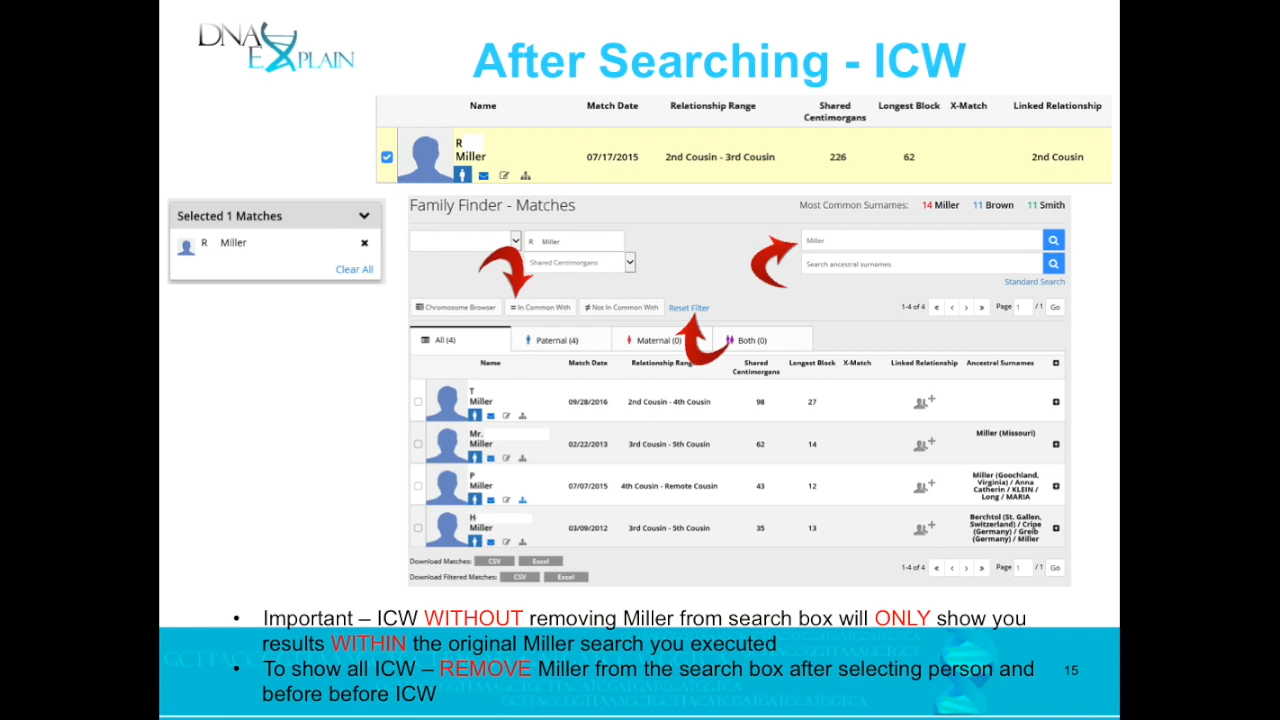 DNA
EXPLAIN
After Searching - ICW
Name Match Date Relationship Range Shared Centimorgans Longest Block X-Match Linked Relationship
R
Miller 07/17/2015 2nd Cousin - 3rd Cousin 226 62 2nd Cousin
Selected 1 Matches
R Miller ×
Clear All
Family Finder - Matches
Most Common Surnames: 14 Miller 11 Brown 11 Smith
R Miller
Miller
Shared Centimorgans
Search ancestral surnames
Standard Search
Chromosome Browser = In Common With ≠ Not In Common With Reset Filter
1-4 of 4 « ‹ › » Page 1 / 1 Go
All (4) Paternal (4) Maternal (0) Both (0)
Name Match Date Relationship Range Shared Centimorgans Longest Block X-Match Linked Relationship Ancestral Surnames
T
Miller 09/28/2016 2nd Cousin - 4th Cousin 98 27
Mr.
Miller 02/22/2013 3rd Cousin - 5th Cousin 62 14 Miller (Missouri)
P
Miller 07/07/2015 4th Cousin - Remote Cousin 43 12
Miller (Goochland,
Virginia) / Anna
Catherin / KLEIN /
Long / MARIA
H
Miller 03/09/2012 3rd Cousin - 5th Cousin 35 13
Berchtol (St. Gallen,
Switzerland) / Cripe
(Germany) / Greib
(Germany) / Miller
Download Matches: CSV Excel
Download Filtered Matches: CSV Excel
1-4 of 4 « ‹ › » Page 1 / 1 Go
• Important – ICW WITHOUT removing Miller from search box will ONLY show you
results WITHIN the original Miller search you executed
• To show all ICW – REMOVE Miller from the search box after selecting person and
before before ICW
15